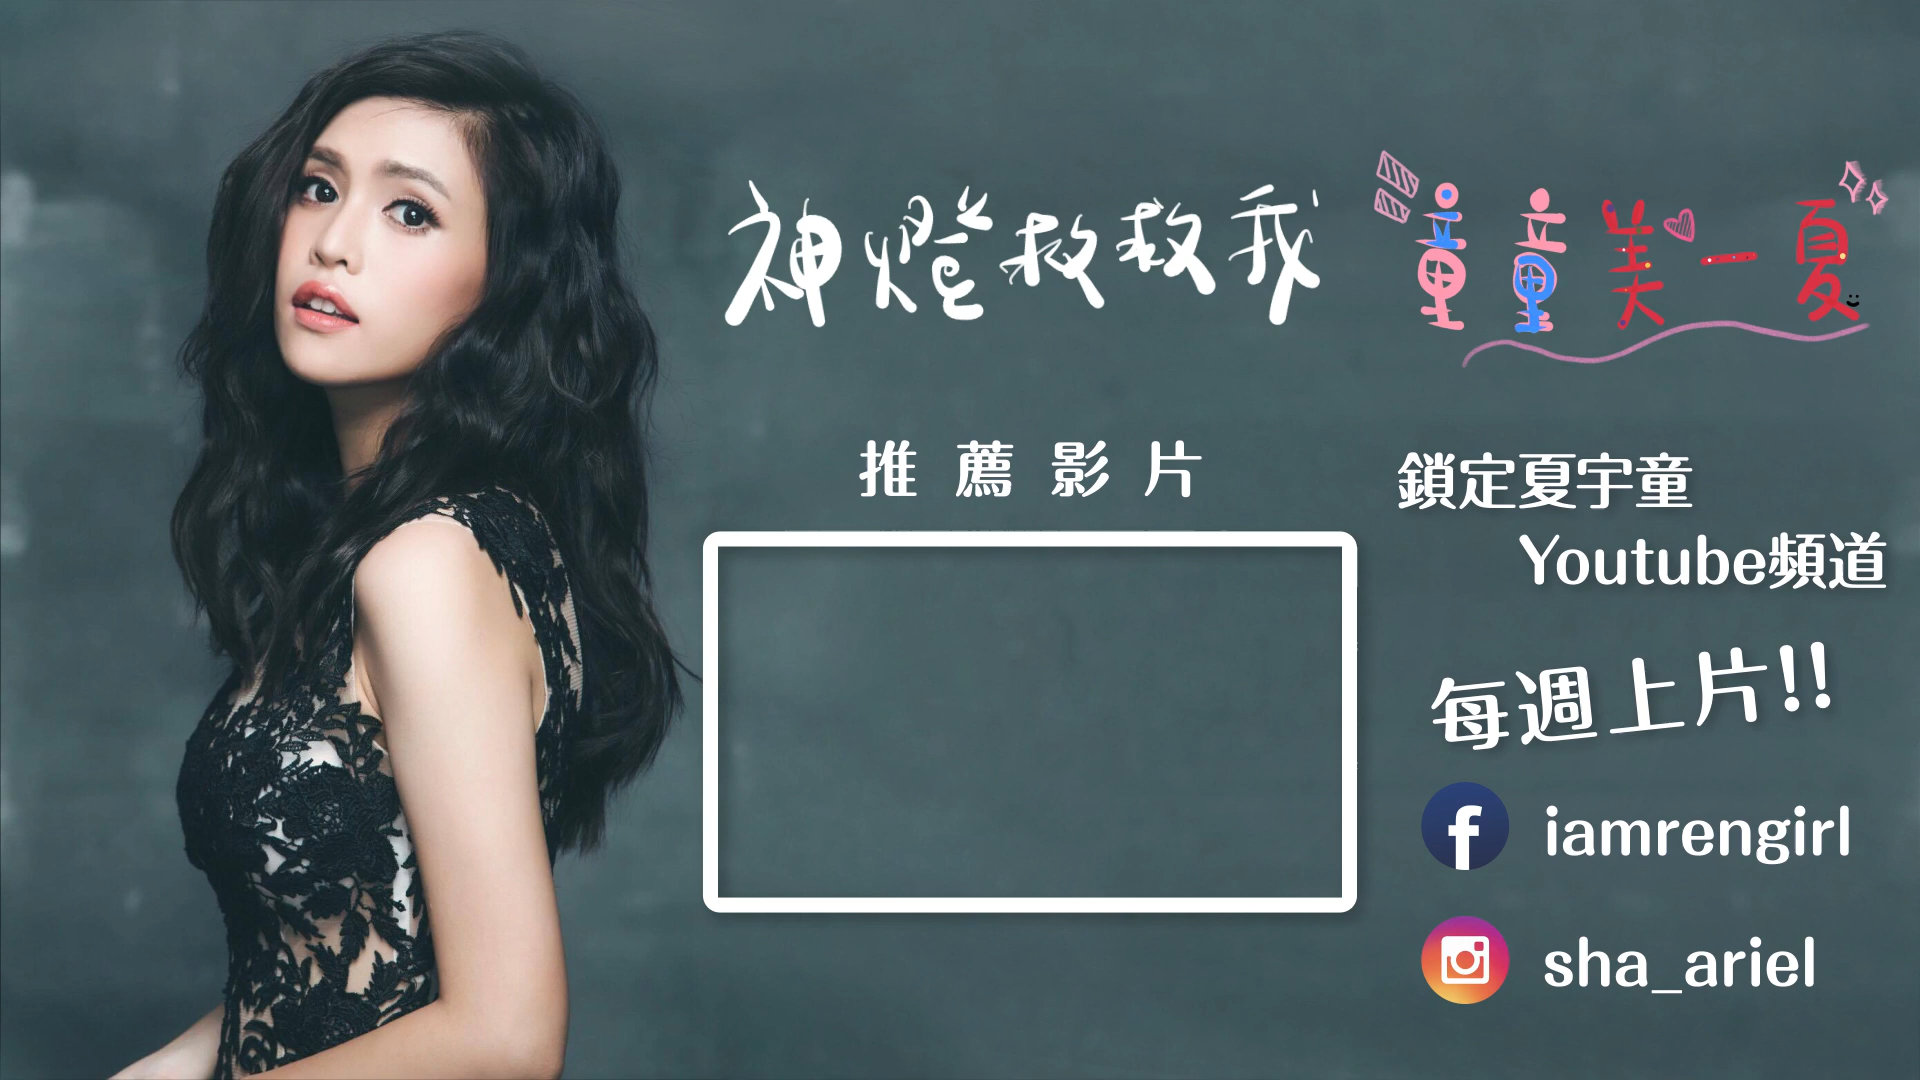 神燈救救我
童童美一夏
推薦影片
鎖定夏宇童
Youtube頻道
每週上片!!
iamrengirl
sha_ariel